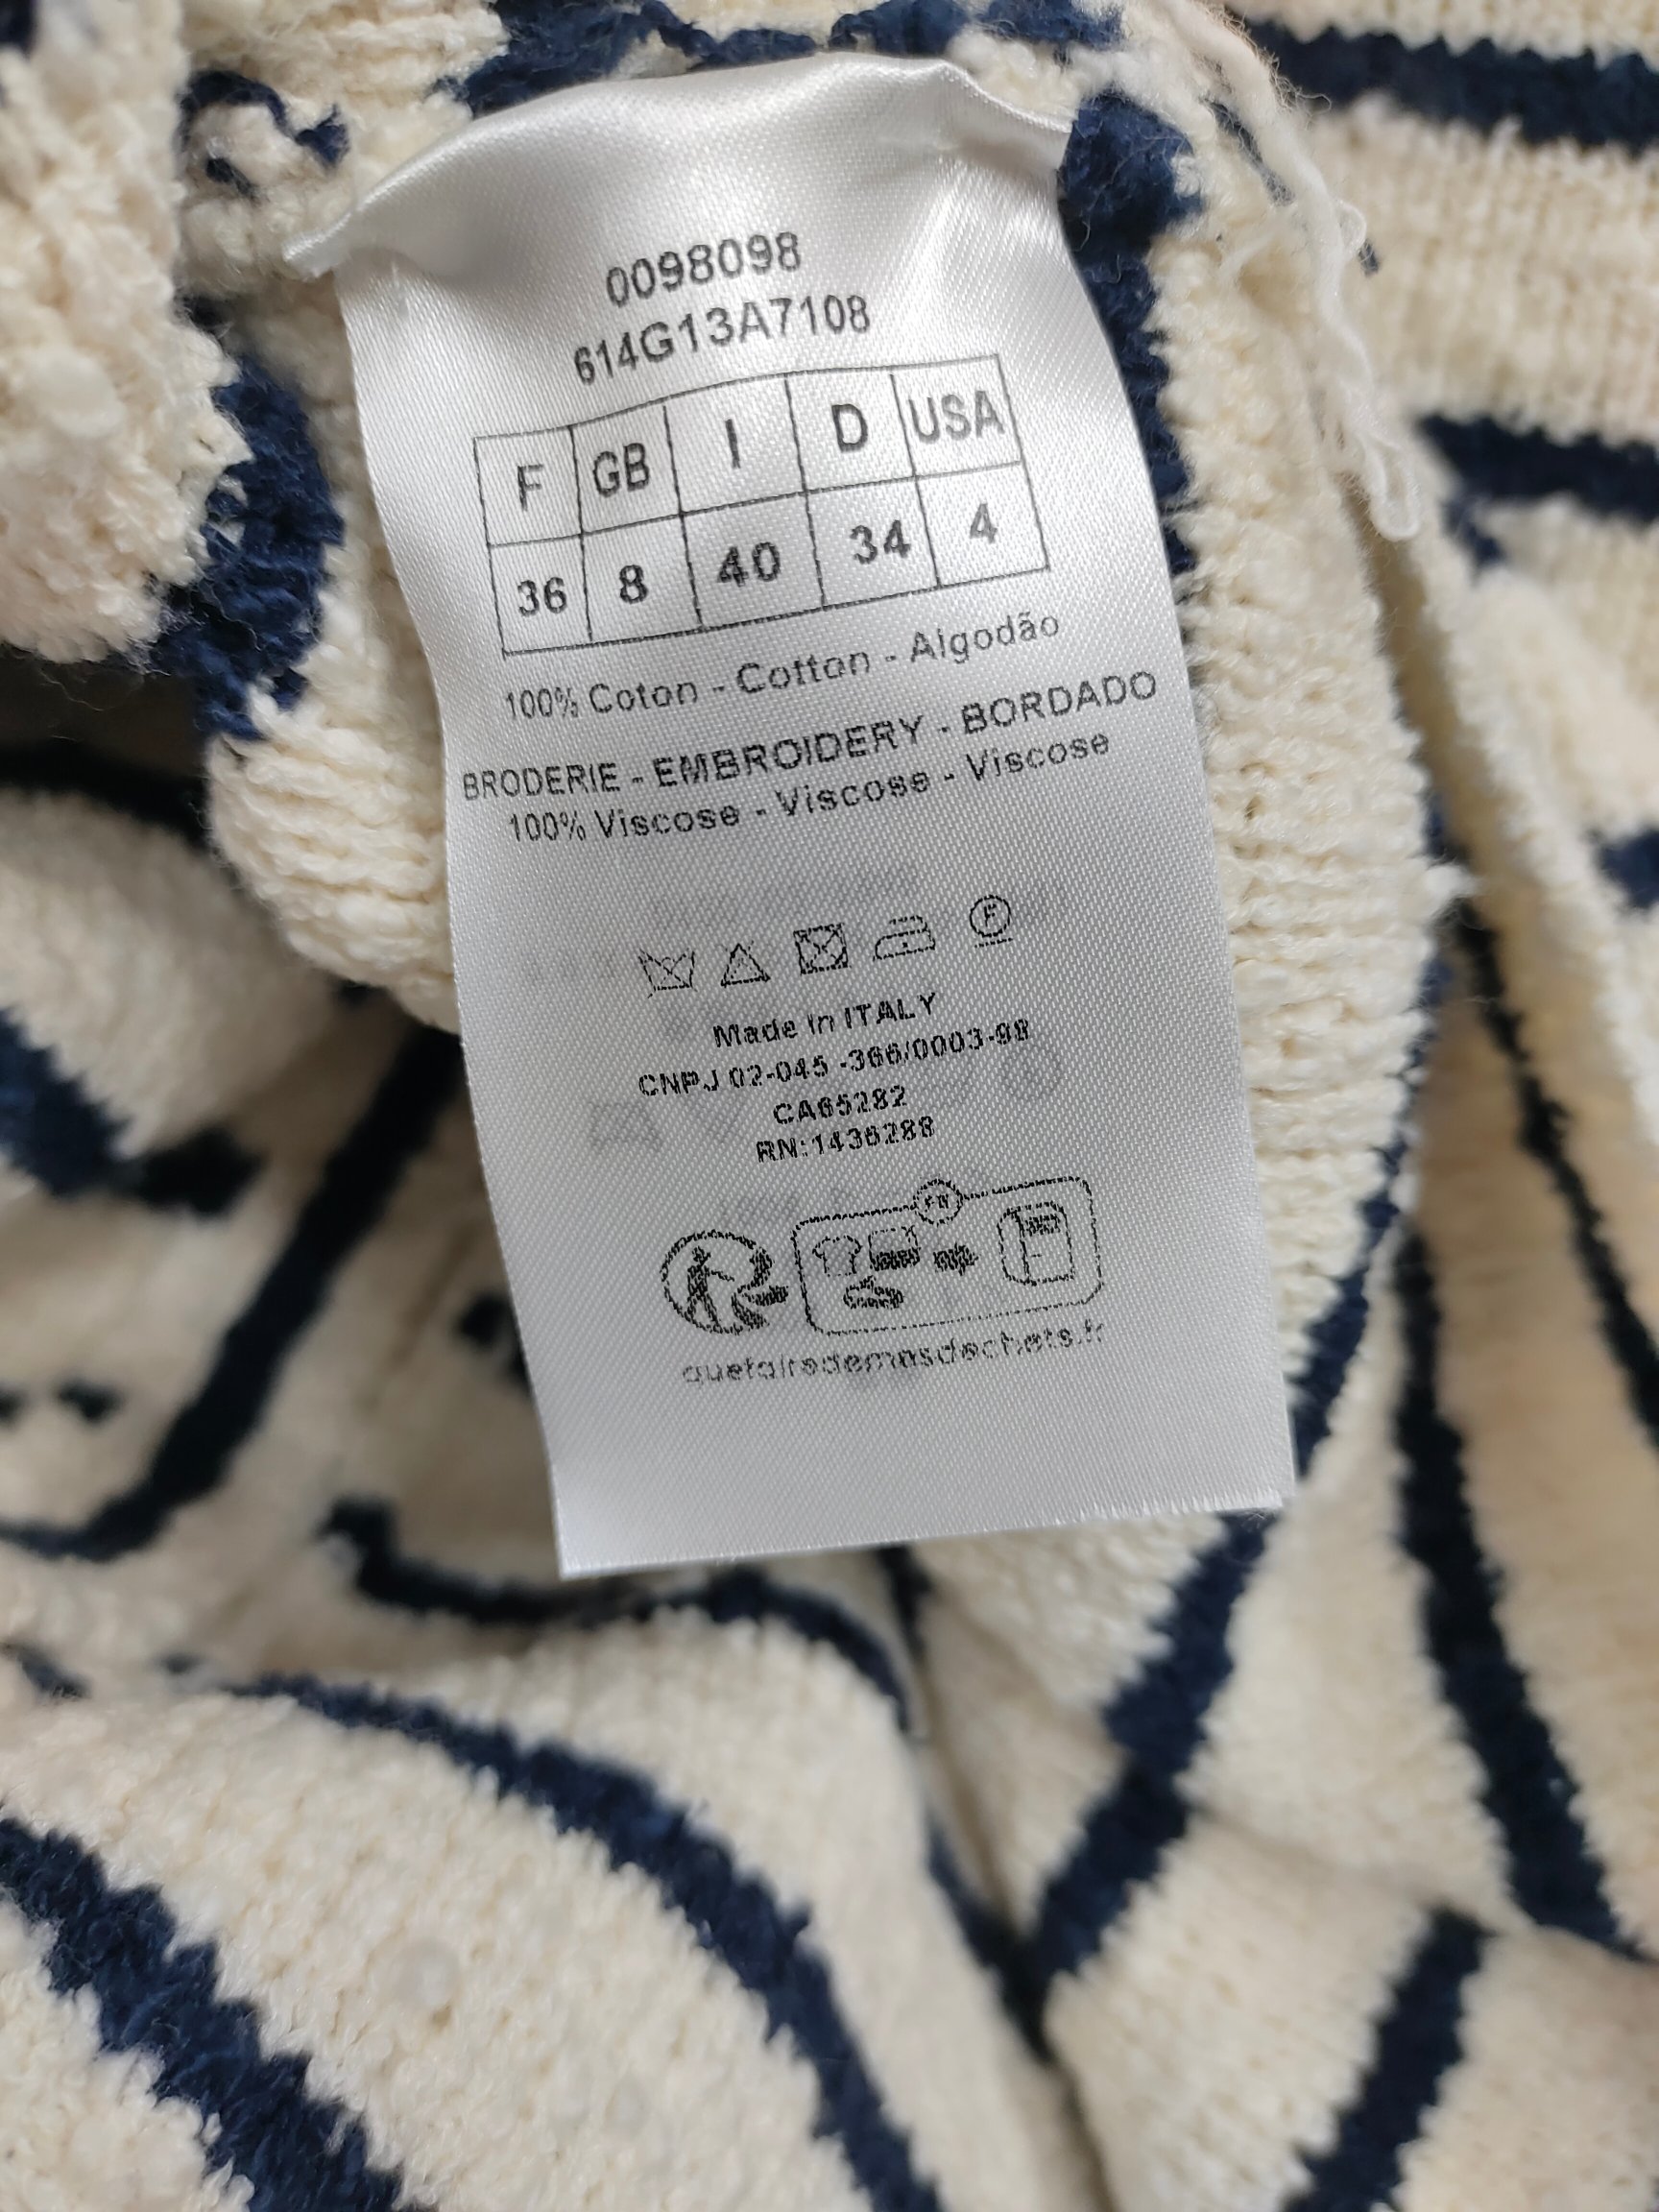 0098098
614G13A7108
F GB I D USA
36 8 40 34 4
100% Coton - Cotton - Algodão
BRODERIE - EMBROIDERY - BORDADO
100% Viscose - Viscose - Viscose
F
Made in ITALY
CNPJ 02-045 -366/0003-98
CA65282
RN:1436288
FR
quefairedemesdechets.fr